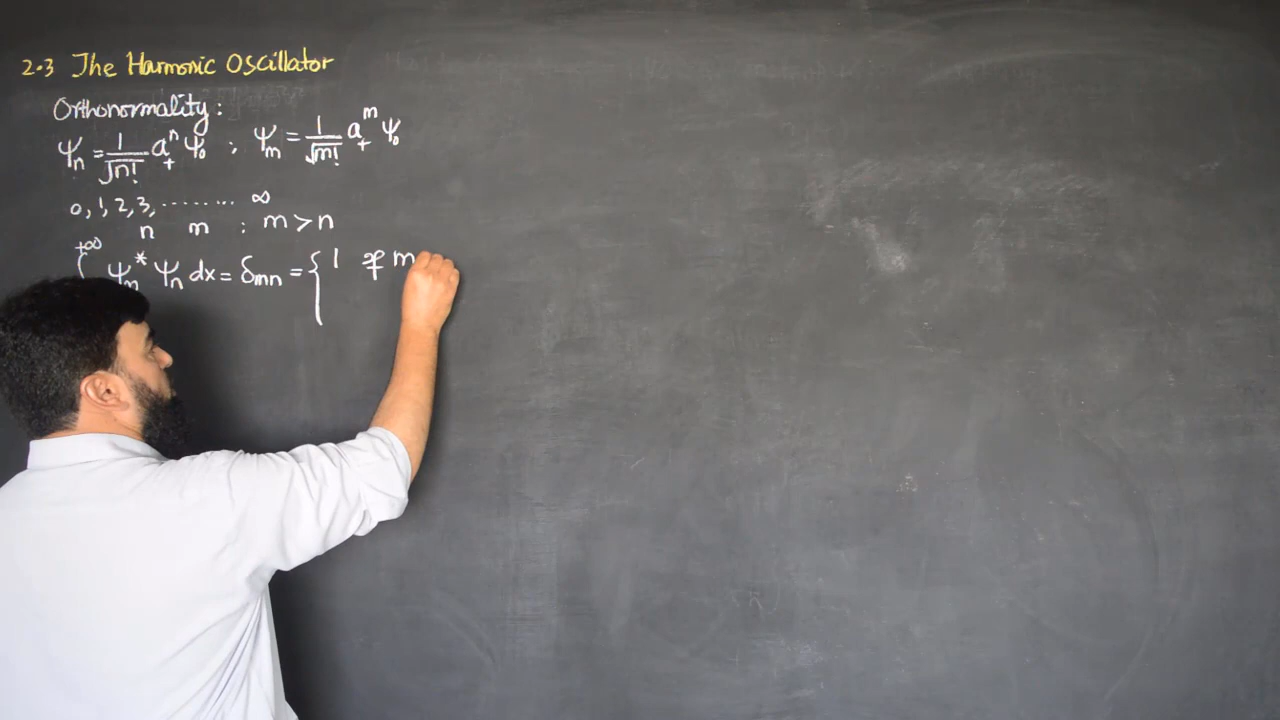 2.3 The Harmonic Oscillator
Orthonormality:
ψₙ = 1/√n! a₊ⁿ ψ₀ ; ψₘ = 1/√m! a₊ᵐ ψ₀
0, 1, 2, 3, ........ ∞
n m : m > n
∫^{+∞} ψₘ* ψₙ dx = δₘₙ = { 1 if m